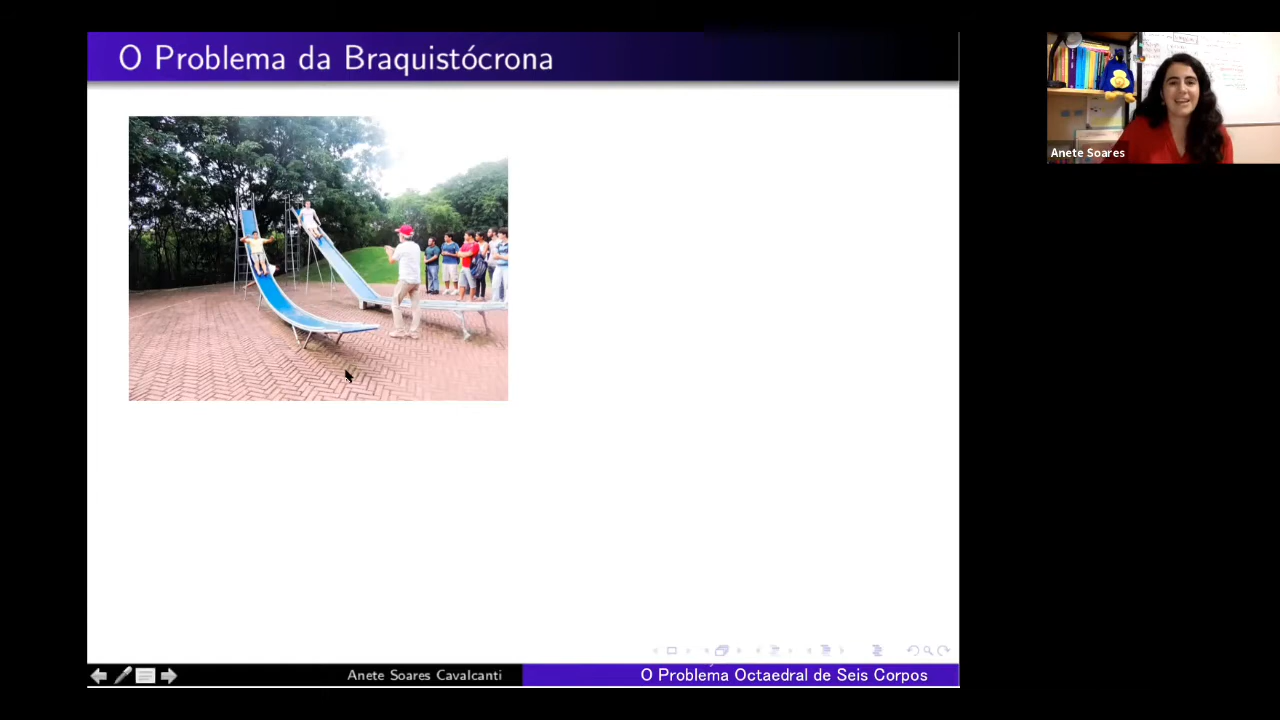 O Problema da Braquistócrona
Anete Soares
Anete Soares Cavalcanti
O Problema Octaedral de Seis Corpos